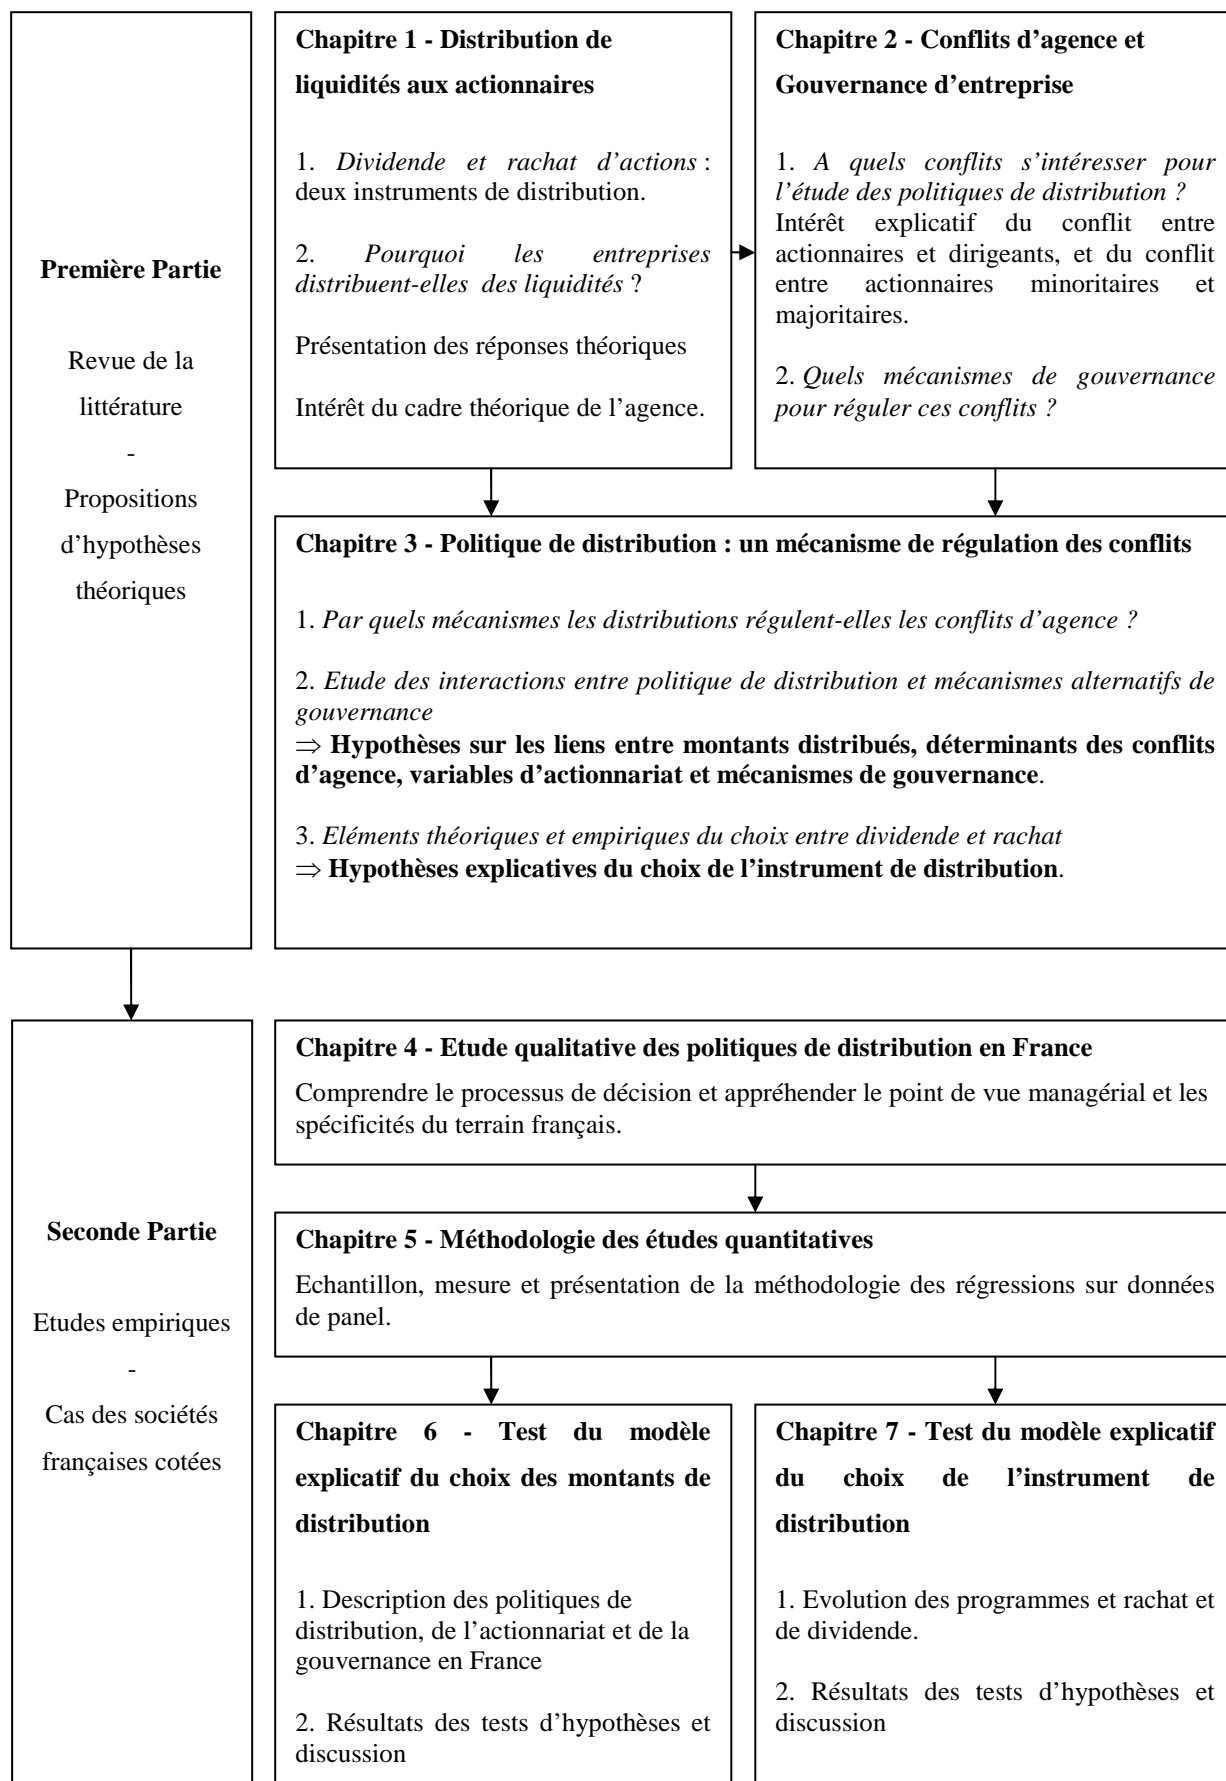 Première Partie
Revue de la
littérature
-
Propositions
d’hypothèses
théoriques
Chapitre 1 - Distribution de
liquidités aux actionnaires
1. Dividende et rachat d’actions :
deux instruments de distribution.
2. Pourquoi les entreprises
distribuent-elles des liquidités ?
Présentation des réponses théoriques
Intérêt du cadre théorique de l’agence.
Chapitre 2 - Conflits d’agence et
Gouvernance d’entreprise
1. A quels conflits s’intéresser pour
l’étude des politiques de distribution ?
Intérêt explicatif du conflit entre
actionnaires et dirigeants, et du conflit
entre actionnaires minoritaires et
majoritaires.
2. Quels mécanismes de gouvernance
pour réguler ces conflits ?
Chapitre 3 - Politique de distribution : un mécanisme de régulation des conflits
1. Par quels mécanismes les distributions régulent-elles les conflits d’agence ?
2. Etude des interactions entre politique de distribution et mécanismes alternatifs de
gouvernance
⇒ Hypothèses sur les liens entre montants distribués, déterminants des conflits
d’agence, variables d’actionnariat et mécanismes de gouvernance.
3. Eléments théoriques et empiriques du choix entre dividende et rachat
⇒ Hypothèses explicatives du choix de l’instrument de distribution.
Seconde Partie
Etudes empiriques
-
Cas des sociétés
françaises cotées
Chapitre 4 - Etude qualitative des politiques de distribution en France
Comprendre le processus de décision et appréhender le point de vue managérial et les
spécificités du terrain français.
Chapitre 5 - Méthodologie des études quantitatives
Echantillon, mesure et présentation de la méthodologie des régressions sur données
de panel.
Chapitre 6 - Test du modèle
explicatif du choix des montants de
distribution
1. Description des politiques de
distribution, de l’actionnariat et de la
gouvernance en France
2. Résultats des tests d’hypothèses et
discussion
Chapitre 7 - Test du modèle explicatif
du choix de l’instrument de
distribution
1. Evolution des programmes et rachat et
de dividende.
2. Résultats des tests d’hypothèses et
discussion